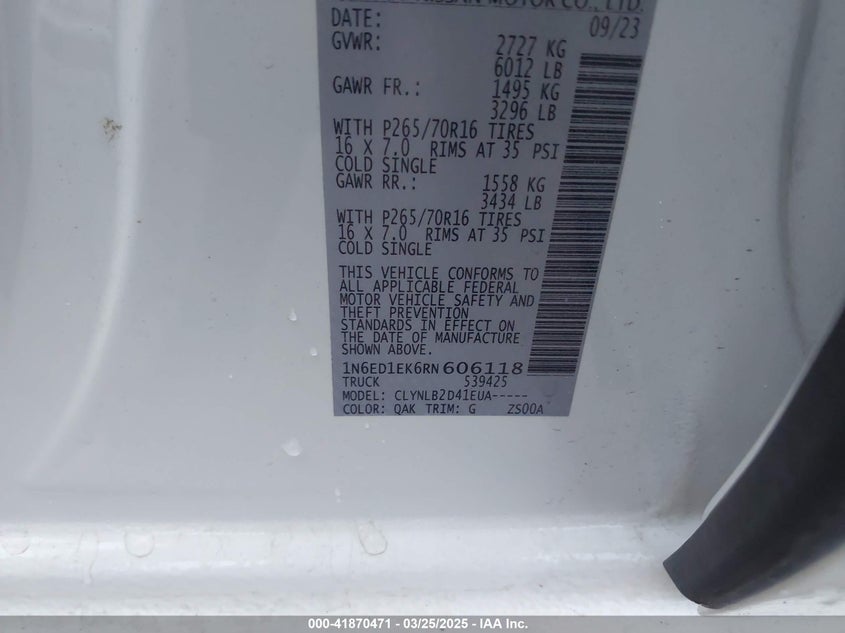 NISSAN MOTOR CO., LTD.
DATE: 09/23
GVWR: 2727 KG
6012 LB
GAWR FR.: 1495 KG
3296 LB
WITH P265/70R16 TIRES
16 X 7.0 RIMS AT 35 PSI
COLD SINGLE
GAWR RR.: 1558 KG
3434 LB
WITH P265/70R16 TIRES
16 X 7.0 RIMS AT 35 PSI
COLD SINGLE
THIS VEHICLE CONFORMS TO
ALL APPLICABLE FEDERAL
MOTOR VEHICLE SAFETY AND
THEFT PREVENTION
STANDARDS IN EFFECT ON
THE DATE OF MANUFACTURE
SHOWN ABOVE.
1N6ED1EK6RN606118
TRUCK 539425
MODEL: CLYNLB2D41EUA-----
COLOR: QAK TRIM: G ZS00A
000-41870471 | 03/25/2025 | © IAA Inc.